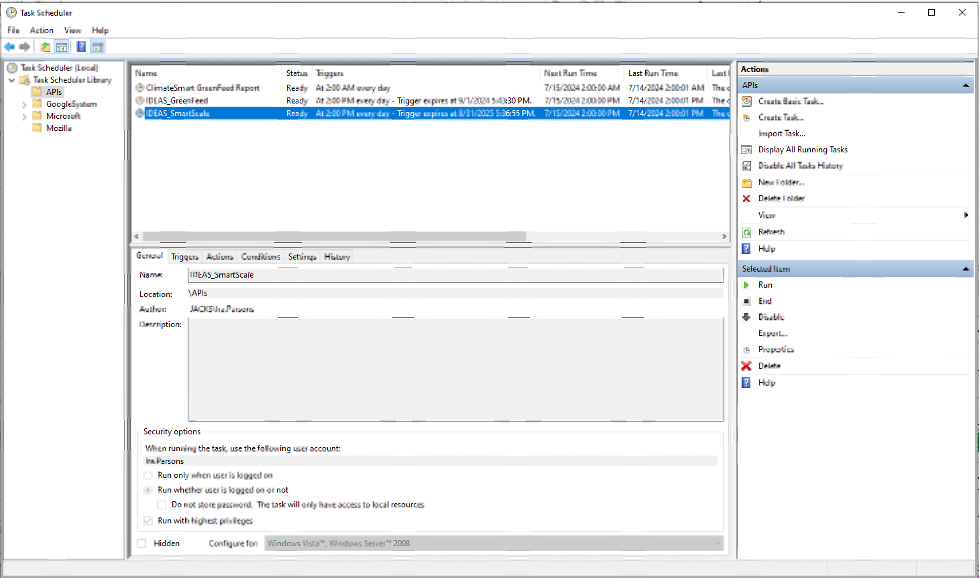 Task Scheduler
File Action View Help
Task Scheduler (Local)
Task Scheduler Library
APIs
GoogleSystem
Microsoft
Mozilla
Name Status Triggers Next Run Time Last Run Time Last
ClimateSmart GreenFeed Report Ready At 2:00 AM every day 7/15/2024 2:00:00 AM 7/14/2024 2:00:01 AM The
IDEAS_GreenFeed Ready At 2:00 PM every day - Trigger expires at 9/1/2024 5:43:30 PM. 7/15/2024 2:00:00 PM 7/14/2024 2:00:01 PM The
IDEAS_SmartScale Ready At 2:00 PM every day - Trigger expires at 8/31/2025 5:36:55 PM. 7/15/2024 2:00:00 PM 7/14/2024 2:00:01 PM The
General Triggers Actions Conditions Settings History
Name: IDEAS_SmartScale
Location: \APIs
Author: JACKS\Ira.Parsons
Description:
Security options
When running the task, use the following user account:
Ira.Parsons
Run only when user is logged on
Run whether user is logged on or not
Do not store password. The task will only have access to local resources
Run with highest privileges
Hidden Configure for: Windows Vista™, Windows Server™ 2008
Actions
APIs
Create Basic Task...
Create Task...
Import Task...
Display All Running Tasks
Disable All Tasks History
New Folder...
Delete Folder
View
Refresh
Help
Selected Item
Run
End
Disable
Export...
Properties
Delete
Help